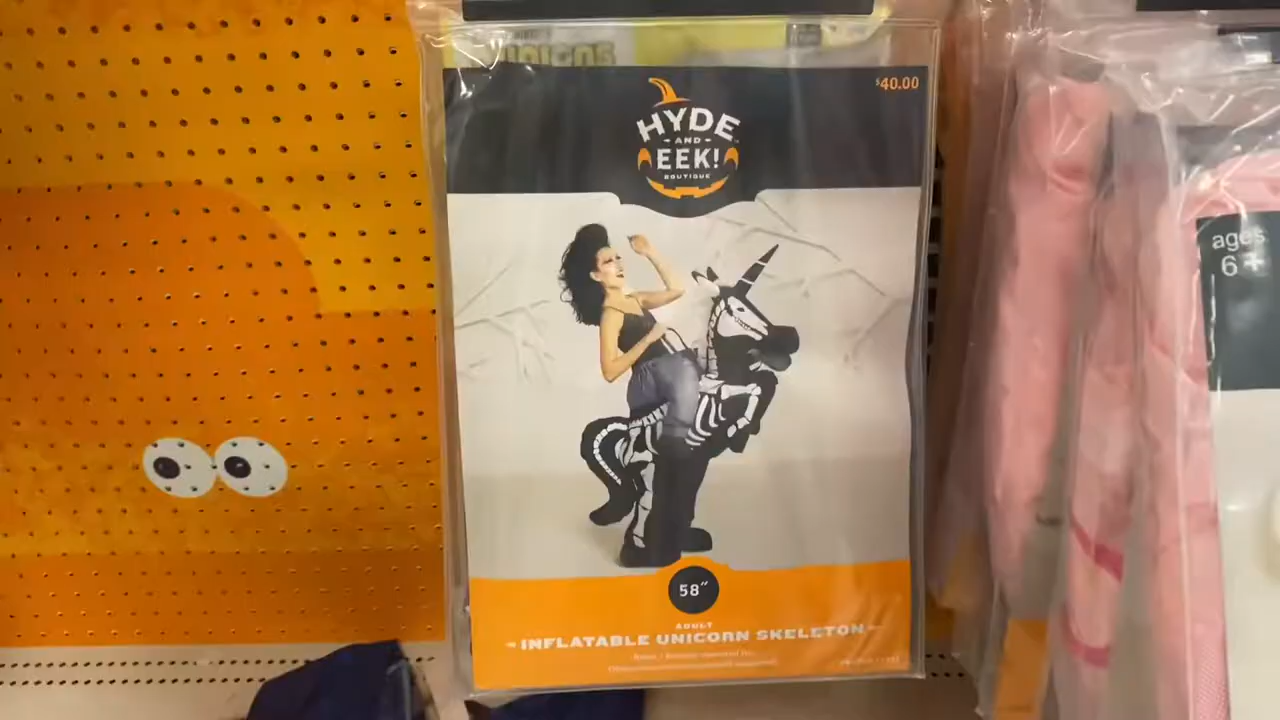 $40.00
HYDE
AND
EEK!
BOUTIQUE
ages
6+
58"
ADULT
INFLATABLE UNICORN SKELETON